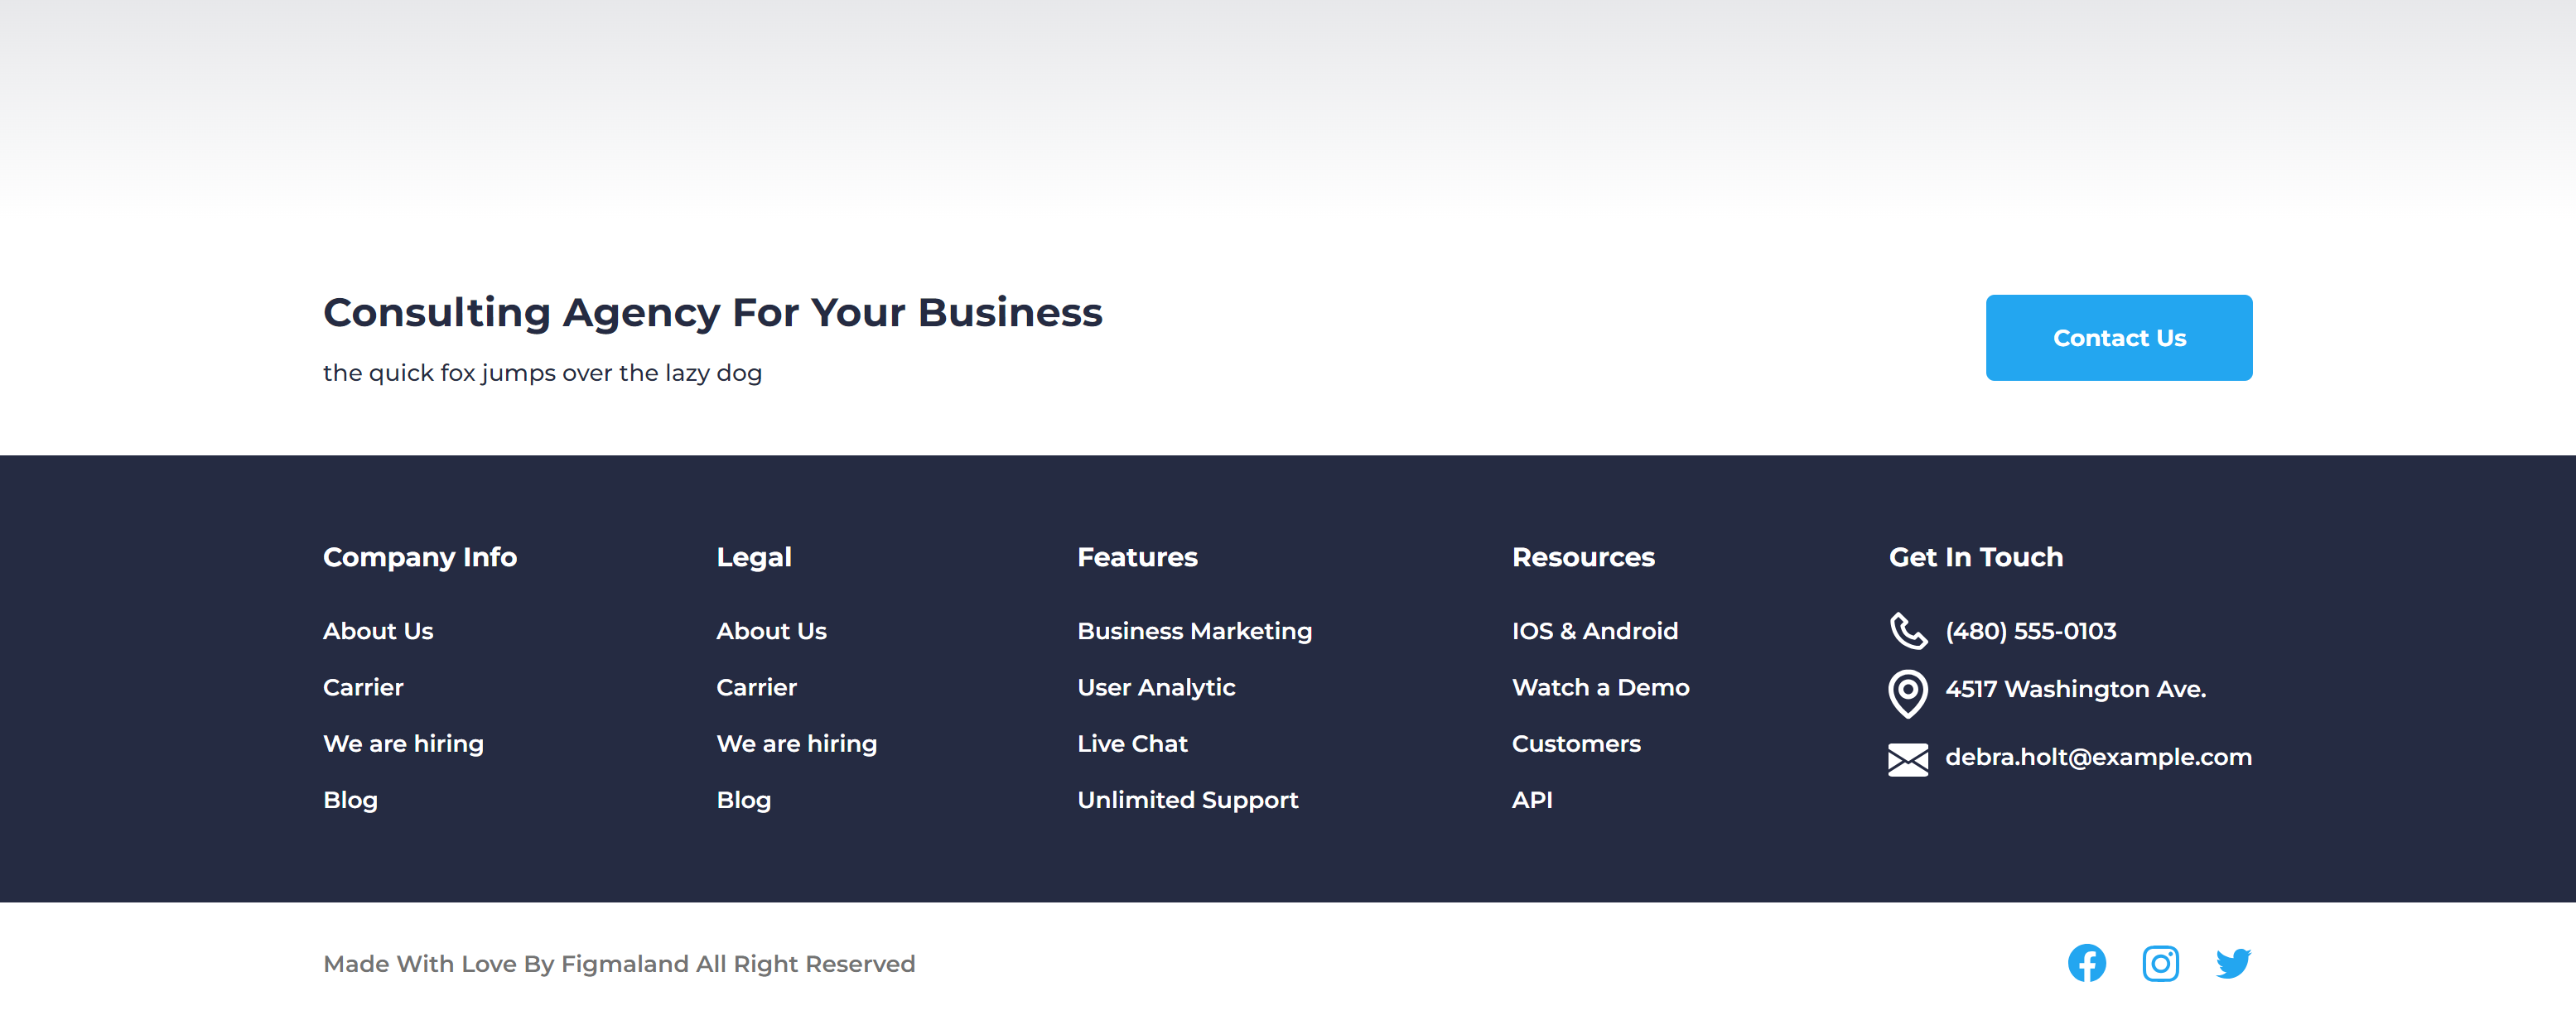 Consulting Agency For Your Business
the quick fox jumps over the lazy dog
Contact Us
Company Info
About Us
Carrier
We are hiring
Blog
Legal
About Us
Carrier
We are hiring
Blog
Features
Business Marketing
User Analytic
Live Chat
Unlimited Support
Resources
IOS & Android
Watch a Demo
Customers
API
Get In Touch
(480) 555-0103
4517 Washington Ave.
debra.holt@example.com
Made With Love By Figmaland All Right Reserved